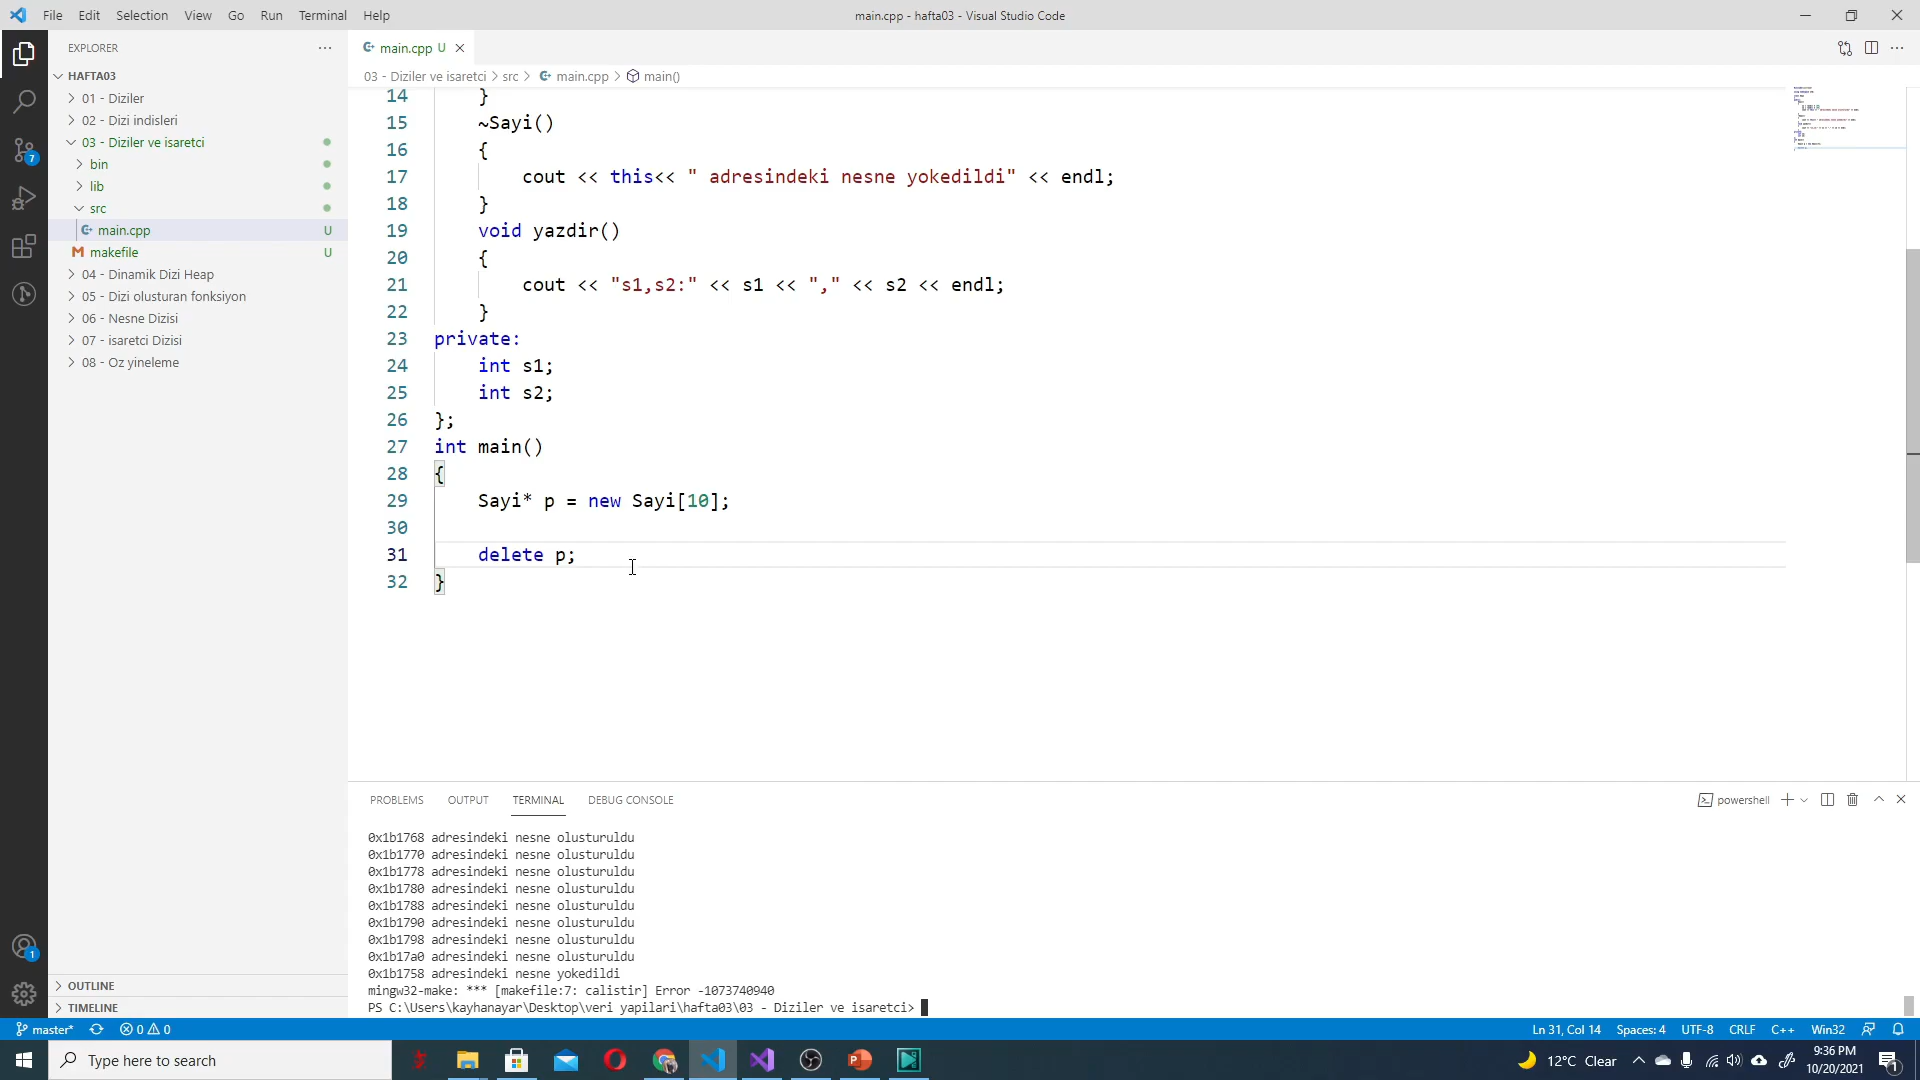 File Edit Selection View Go Run Terminal Help
main.cpp - hafta03 - Visual Studio Code
EXPLORER
HAFTA03
01 - Diziler
02 - Dizi indisleri
03 - Diziler ve isaretci
bin
lib
src
main.cpp U
makefile U
04 - Dinamik Dizi Heap
05 - Dizi olusturan fonksiyon
06 - Nesne Dizisi
07 - isaretci Dizisi
08 - Oz yineleme
OUTLINE
TIMELINE
7
1
main.cpp U
03 - Diziler ve isaretci > src > main.cpp > main()
14 }
15 ~Sayi()
16 {
17 cout << this<< " adresindeki nesne yokedildi" << endl;
18 }
19 void yazdir()
20 {
21 cout << "s1,s2:" << s1 << "," << s2 << endl;
22 }
23 private:
24 int s1;
25 int s2;
26 };
27 int main()
28 {
29 Sayi* p = new Sayi[10];
30
31 delete p;
32 }
PROBLEMS OUTPUT TERMINAL DEBUG CONSOLE
powershell
0x1b1768 adresindeki nesne olusturuldu
0x1b1770 adresindeki nesne olusturuldu
0x1b1778 adresindeki nesne olusturuldu
0x1b1780 adresindeki nesne olusturuldu
0x1b1788 adresindeki nesne olusturuldu
0x1b1790 adresindeki nesne olusturuldu
0x1b1798 adresindeki nesne olusturuldu
0x1b17a0 adresindeki nesne olusturuldu
0x1b1758 adresindeki nesne yokedildi
mingw32-make: *** [makefile:7: calistir] Error -1073740940
PS C:\Users\kayhanayar\Desktop\veri yapilari\hafta03\03 - Diziler ve isaretci>
master* 0 0
Ln 31, Col 14 Spaces: 4 UTF-8 CRLF C++ Win32
Type here to search
12°C Clear
9:36 PM
10/20/2021
1